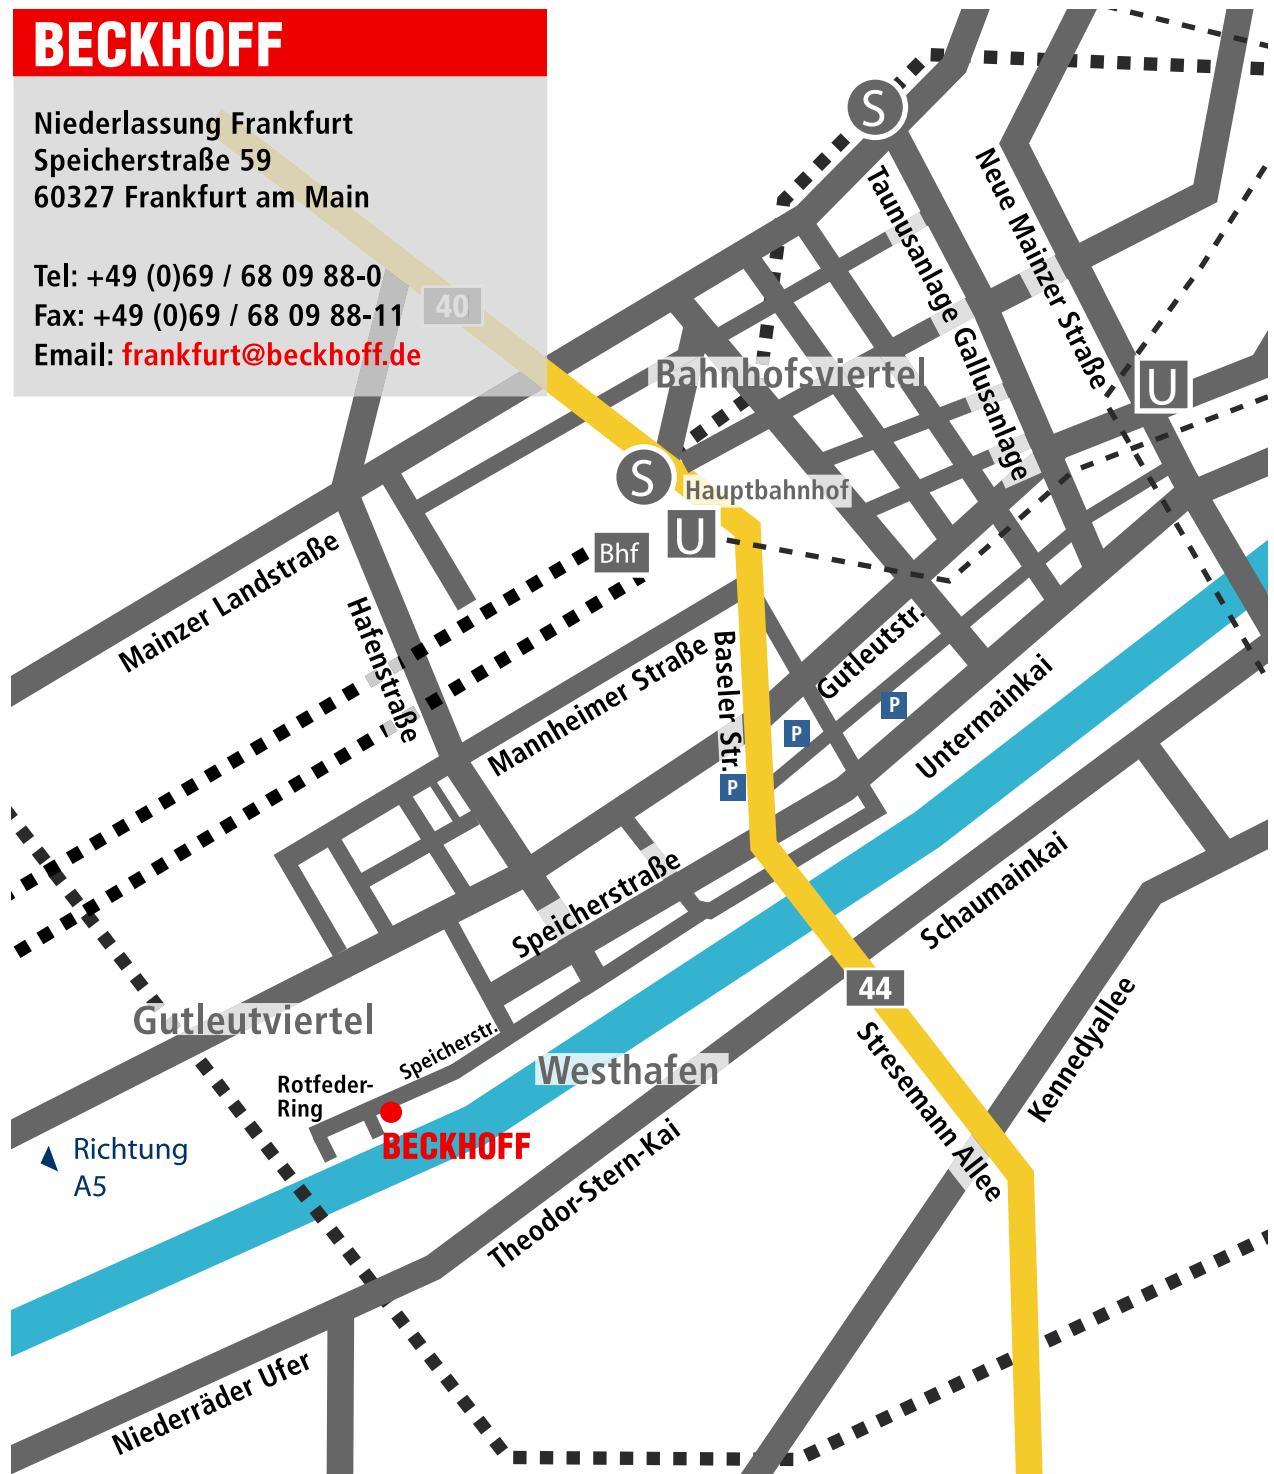 BECKHOFF
Niederlassung Frankfurt
Speicherstraße 59
60327 Frankfurt am Main
Tel: +49 (0)69 / 68 09 88-0
Fax: +49 (0)69 / 68 09 88-11
Email: frankfurt@beckhoff.de
40
S
Taunusanlage
Gallusanlage
Neue Mainzer Straße
U
Bahnhofsviertel
S
Hauptbahnhof
U
Bhf
Mainzer Landstraße
Hafenstraße
Mannheimer Straße
Baseler Str.
Gutleutstr.
P
P
P
Untermainkai
Speicherstraße
Schaumainkai
44
Gutleutviertel
Speicherstr.
Westhafen
Rotfeder-
Ring
BECKHOFF
Richtung
A5
Stresemann Allee
Kennedyallee
Theodor-Stern-Kai
Niederräder Ufer